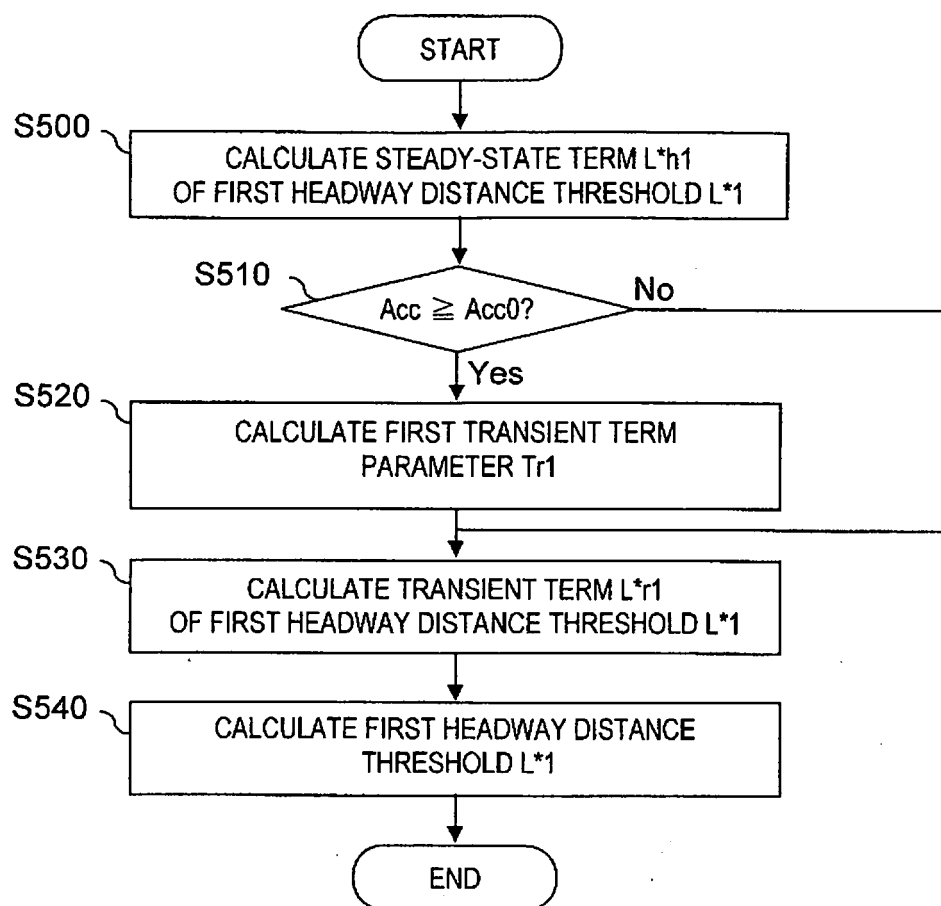 START
S500
CALCULATE STEADY-STATE TERM L*h1
OF FIRST HEADWAY DISTANCE THRESHOLD L*1
S510
Acc ≧ Acc0?
No
Yes
S520
CALCULATE FIRST TRANSIENT TERM
PARAMETER Tr1
S530
CALCULATE TRANSIENT TERM L*r1
OF FIRST HEADWAY DISTANCE THRESHOLD L*1
S540
CALCULATE FIRST HEADWAY DISTANCE
THRESHOLD L*1
END